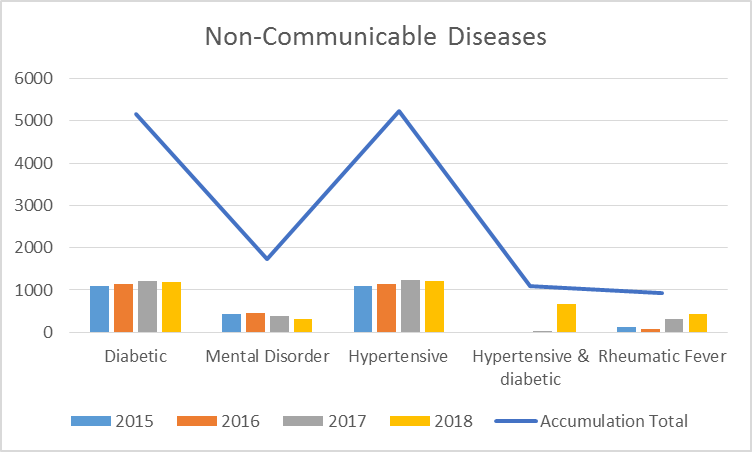 Non-Communicable Diseases
6000
5000
4000
3000
2000
1000
0
Diabetic
Mental Disorder
Hypertensive
Hypertensive &
diabetic
Rheumatic Fever
2015
2016
2017
2018
Accumulation Total